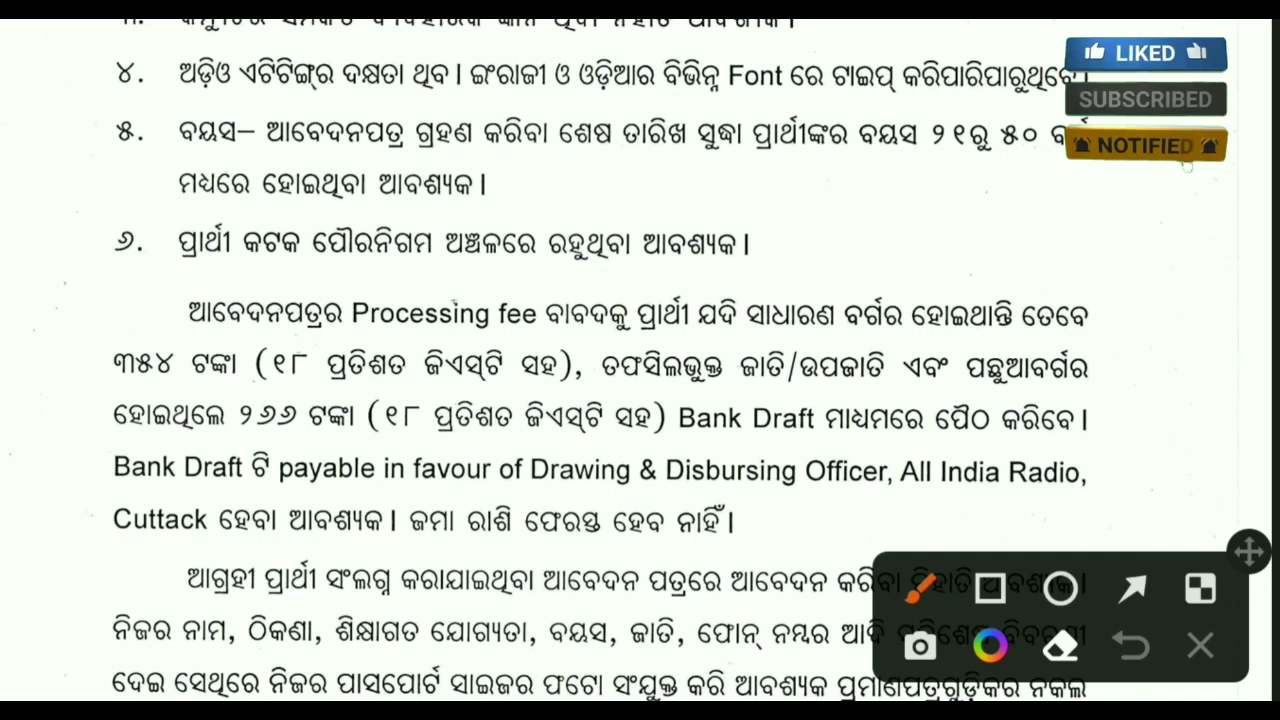 ୪. ଅଡ଼ିଓ ଏଡିଟିଙ୍ଗ୍‌ର ଦକ୍ଷତା ଥିବ। ଇଂରାଜୀ ଓ ଓଡ଼ିଆର ବିଭିନ୍ନ Font ରେ ଟାଇପ୍ କରିପାରିପାରୁଥିବେ।
୫. ବୟସ– ଆବେଦନପତ୍ର ଗ୍ରହଣ କରିବା ଶେଷ ତାରିଖ ସୁଦ୍ଧା ପ୍ରାର୍ଥୀଙ୍କର ବୟସ ୨୧ରୁ ୫୦
ମଧ୍ୟରେ ହୋଇଥିବା ଆବଶ୍ୟକ।
୬. ପ୍ରାର୍ଥୀ କଟକ ପୌରନିଗମ ଅଞ୍ଚଳରେ ରହୁଥିବା ଆବଶ୍ୟକ।
ଆବେଦନପତ୍ରର Processing fee ବାବଦକୁ ପ୍ରାର୍ଥୀ ଯଦି ସାଧାରଣ ବର୍ଗର ହୋଇଥାନ୍ତି ତେବେ
୩୫୪ ଟଙ୍କା (୧୮ ପ୍ରତିଶତ ଜିଏସ୍‌ଟି ସହ), ତଫସିଲଭୁକ୍ତ ଜାତି/ଉପଜାତି ଏବଂ ପଛୁଆବର୍ଗର
ହୋଇଥିଲେ ୨୬୬ ଟଙ୍କା (୧୮ ପ୍ରତିଶତ ଜିଏସ୍‌ଟି ସହ) Bank Draft ମାଧ୍ୟମରେ ପୈଠ କରିବେ।
Bank Draft ଟି payable in favour of Drawing & Disbursing Officer, All India Radio,
Cuttack ହେବା ଆବଶ୍ୟକ। ଜମା ରାଶି ଫେରସ୍ତ ହେବ ନାହିଁ।
ଆଗ୍ରହୀ ପ୍ରାର୍ଥୀ ସଂଲଗ୍ନ କରାଯାଇଥିବା ଆବେଦନ ପତ୍ରରେ ଆବେଦନ କରିବା
ନିଜର ନାମ, ଠିକଣା, ଶିକ୍ଷାଗତ ଯୋଗ୍ୟତା, ବୟସ, ଜାତି, ଫୋନ୍ ନମ୍ବର ଆଦି
ଦେଇ ସେଥିରେ ନିଜର ପାସପୋର୍ଟ ସାଇଜର ଫଟୋ ସଂଯୁକ୍ତ କରି ଆବଶ୍ୟକ ପ୍ରମାଣପତ୍ରଗୁଡ଼ିକର ନକଲ
LIKED
SUBSCRIBED
NOTIFIED